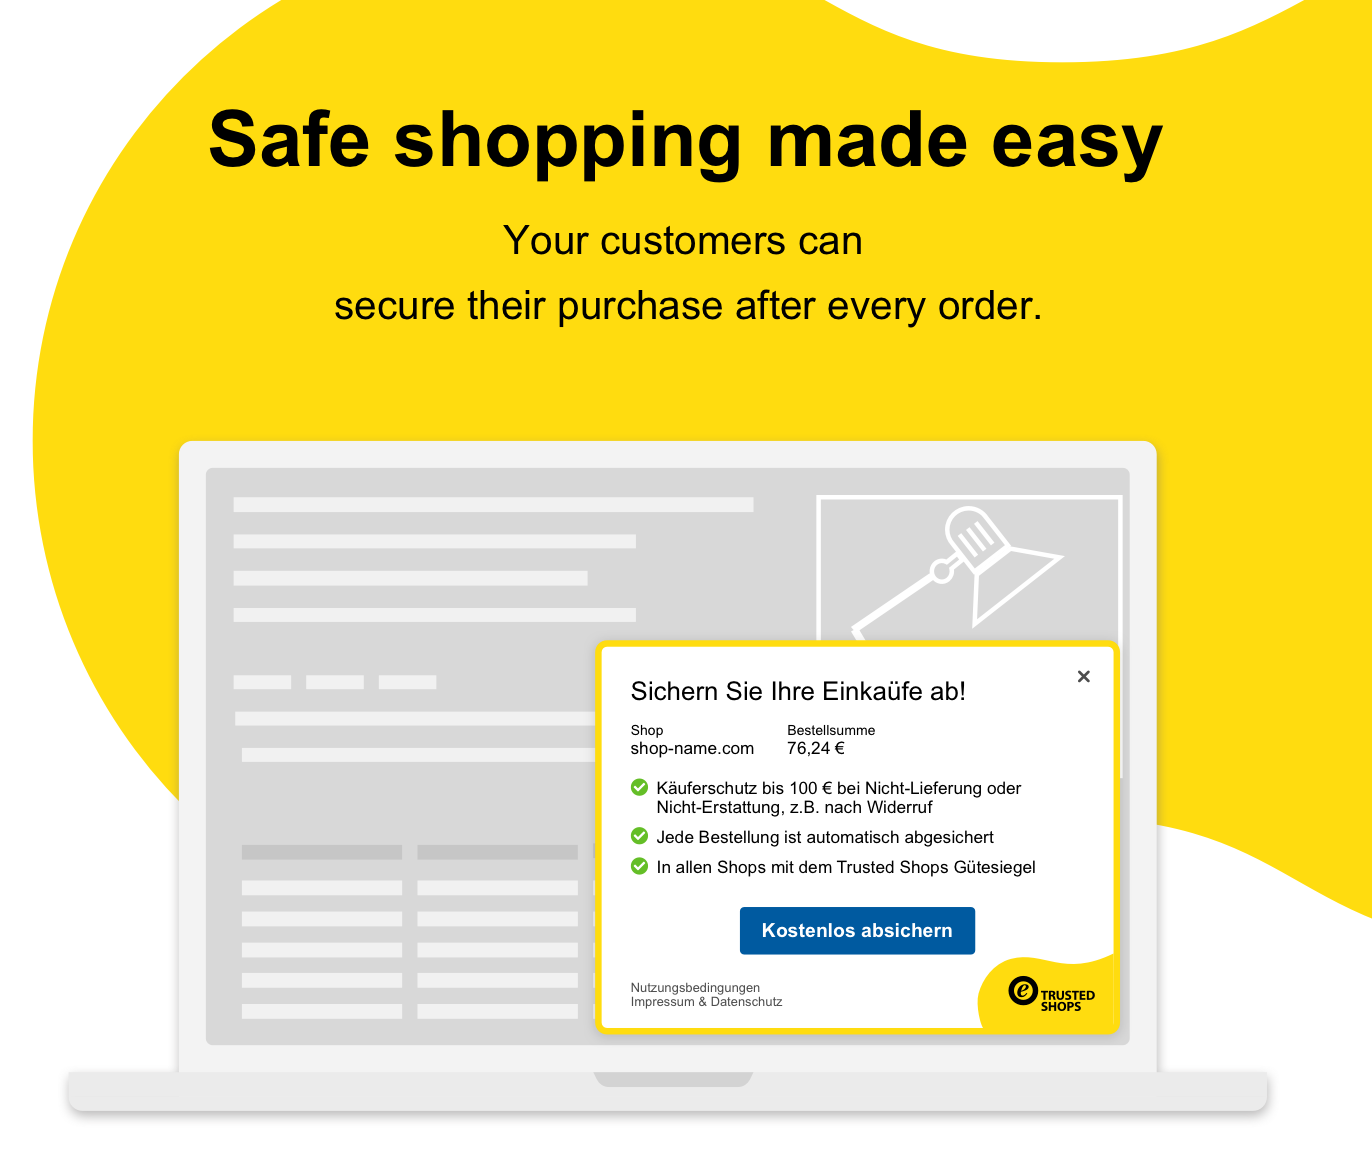 Safe shopping made easy
Your customers can
secure their purchase after every order.
Sichern Sie Ihre Einkaüfe ab!
Shop
shop-name.com
Bestellsumme
76,24 €
Käuferschutz bis 100 € bei Nicht-Lieferung oder
Nicht-Erstattung, z.B. nach Widerruf
Jede Bestellung ist automatisch abgesichert
In allen Shops mit dem Trusted Shops Gütesiegel
Kostenlos absichern
Nutzungsbedingungen
Impressum & Datenschutz
e
TRUSTED
SHOPS